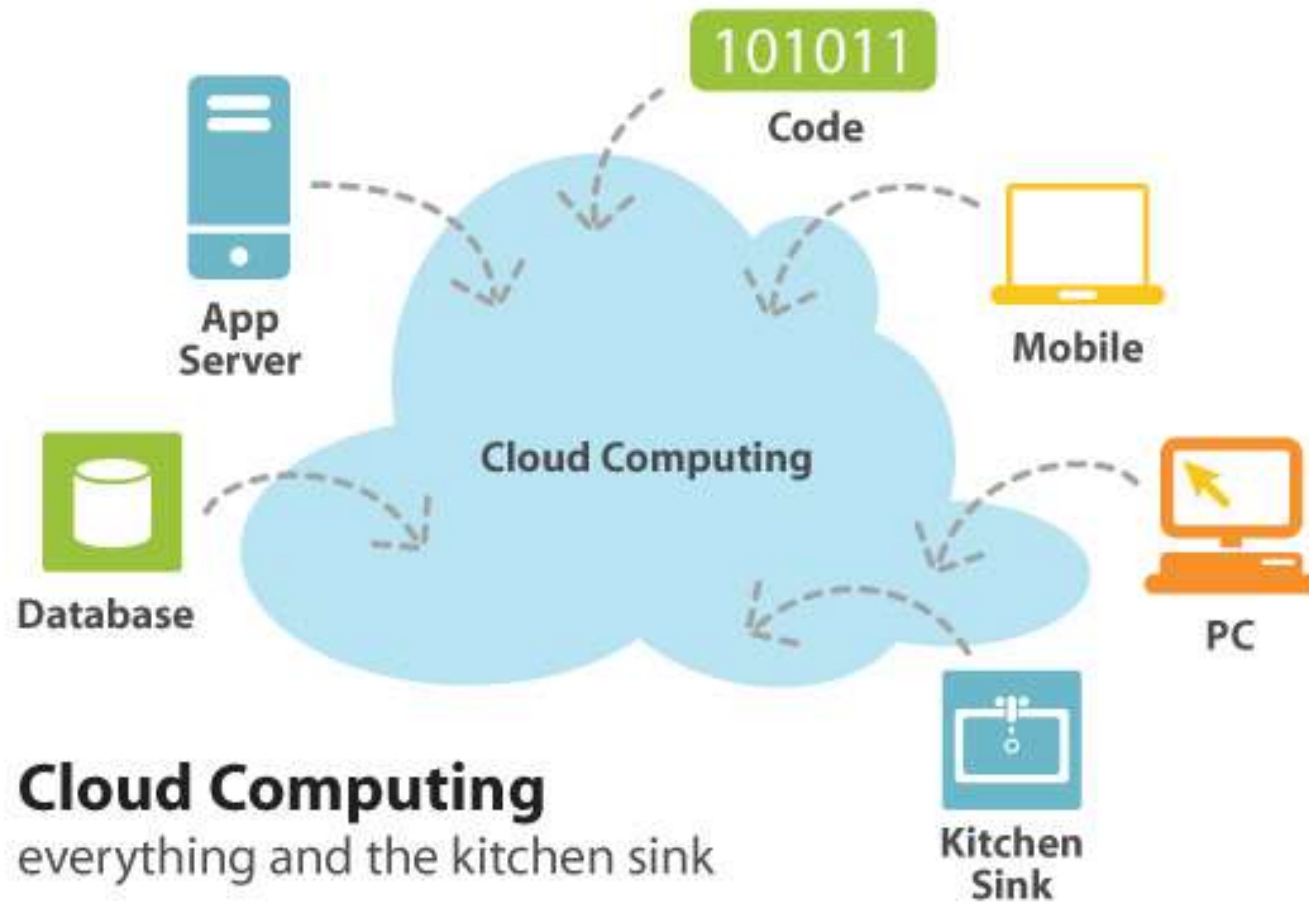 101011
Code
App
Server
Mobile
Cloud Computing
Database
PC
Kitchen
Sink
Cloud Computing
everything and the kitchen sink